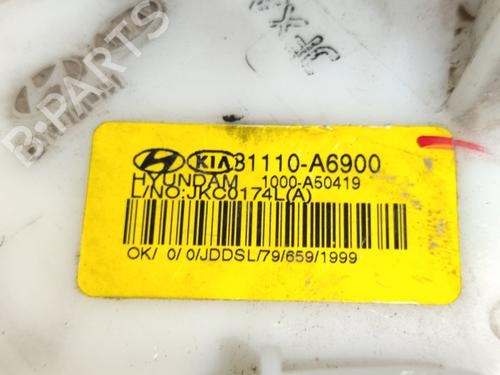 B-PARTS
KIA 31110-A6900
HYUNDAM 1000-A50419
L/NO:JKC0174L(A)
OK/ 0/ 0/JDDSL/79/659/1999